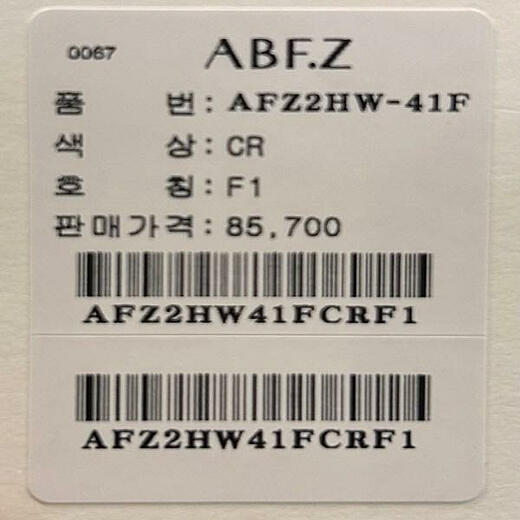 0067 ABF.Z
품 번 : AFZ2HW-41F
색 상 : CR
호 칭 : F1
판매가격 : 85,700
AFZ2HW41FCRF1
AFZ2HW41FCRF1